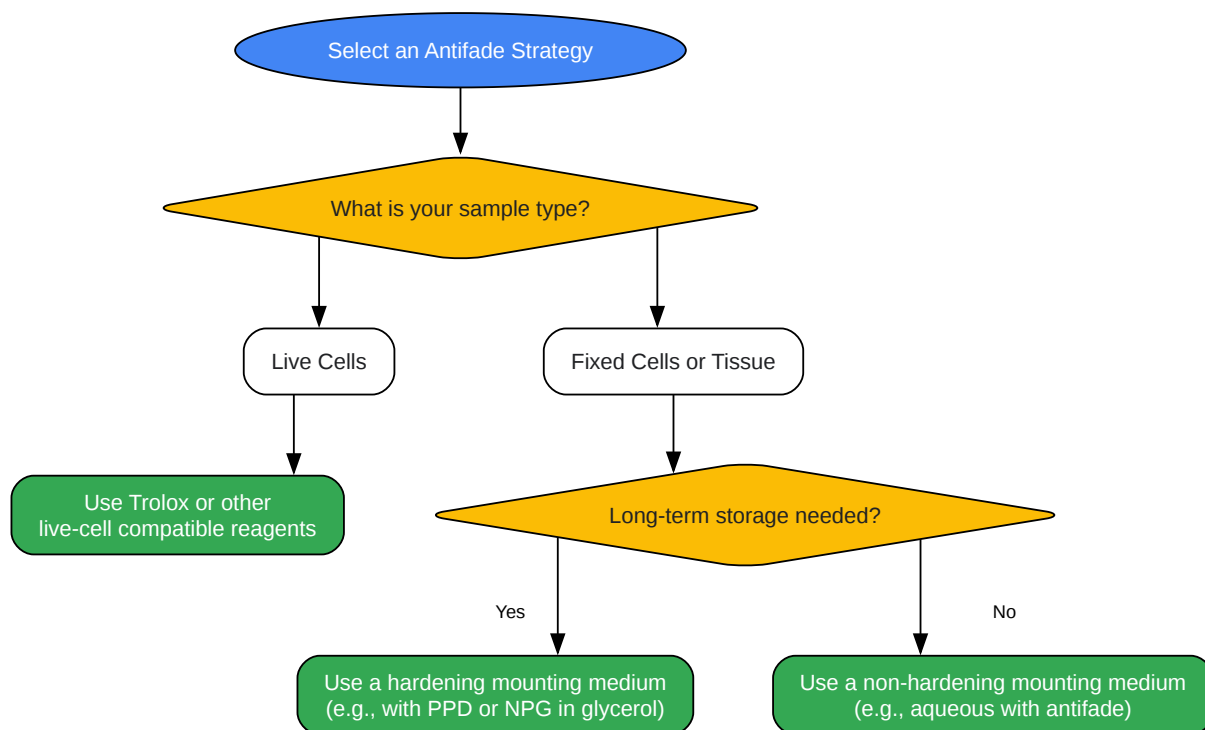 Select an Antifade Strategy
What is your sample type?
Live Cells
Fixed Cells or Tissue
Use Trolox or other
live-cell compatible reagents
Long-term storage needed?
Yes
No
Use a hardening mounting medium
(e.g., with PPD or NPG in glycerol)
Use a non-hardening mounting medium
(e.g., aqueous with antifade)